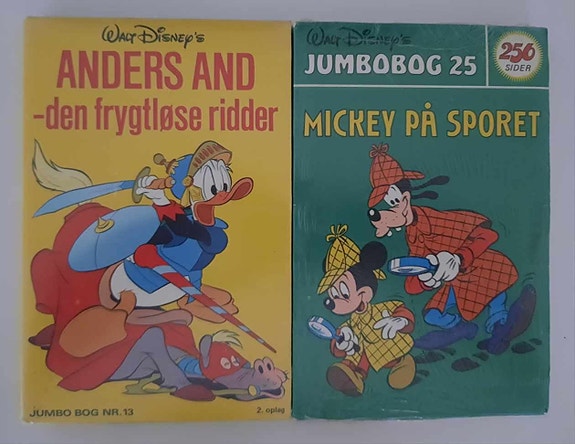 Walt Disney's
ANDERS AND
-den frygtløse ridder
JUMBO BOG NR. 13
2. oplag
Walt Disney's
JUMBOBOG 25
256
SIDER
MICKEY PÅ SPORET